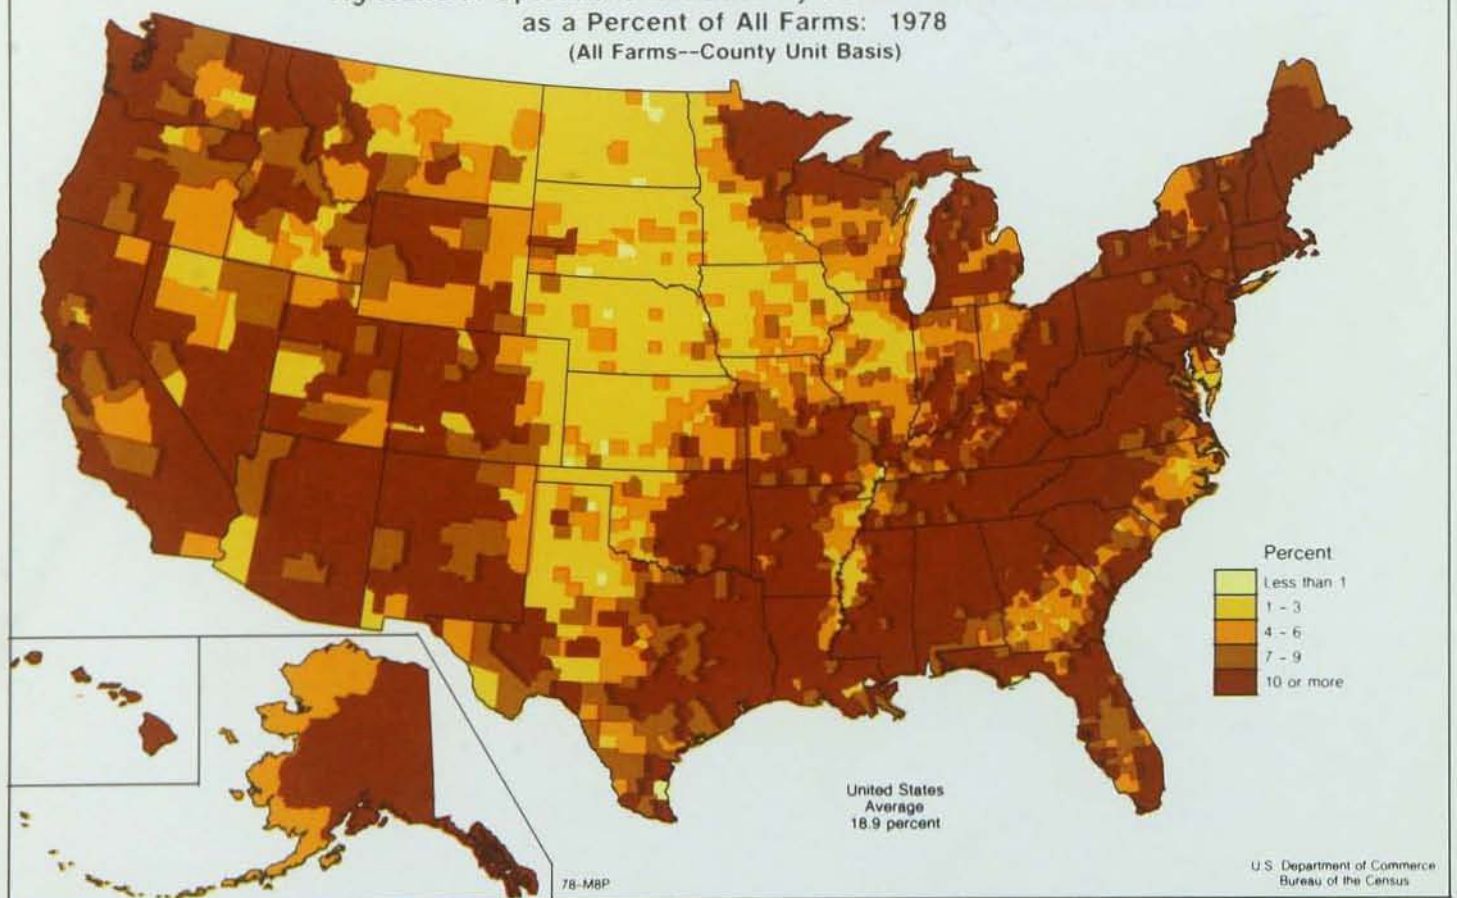 as a Percent of All Farms: 1978
(All Farms--County Unit Basis)
Percent
Less than 1
1 - 3
4 - 6
7 - 9
10 or more
United States
Average
18.9 percent
78-M8P
U.S. Department of Commerce
Bureau of the Census